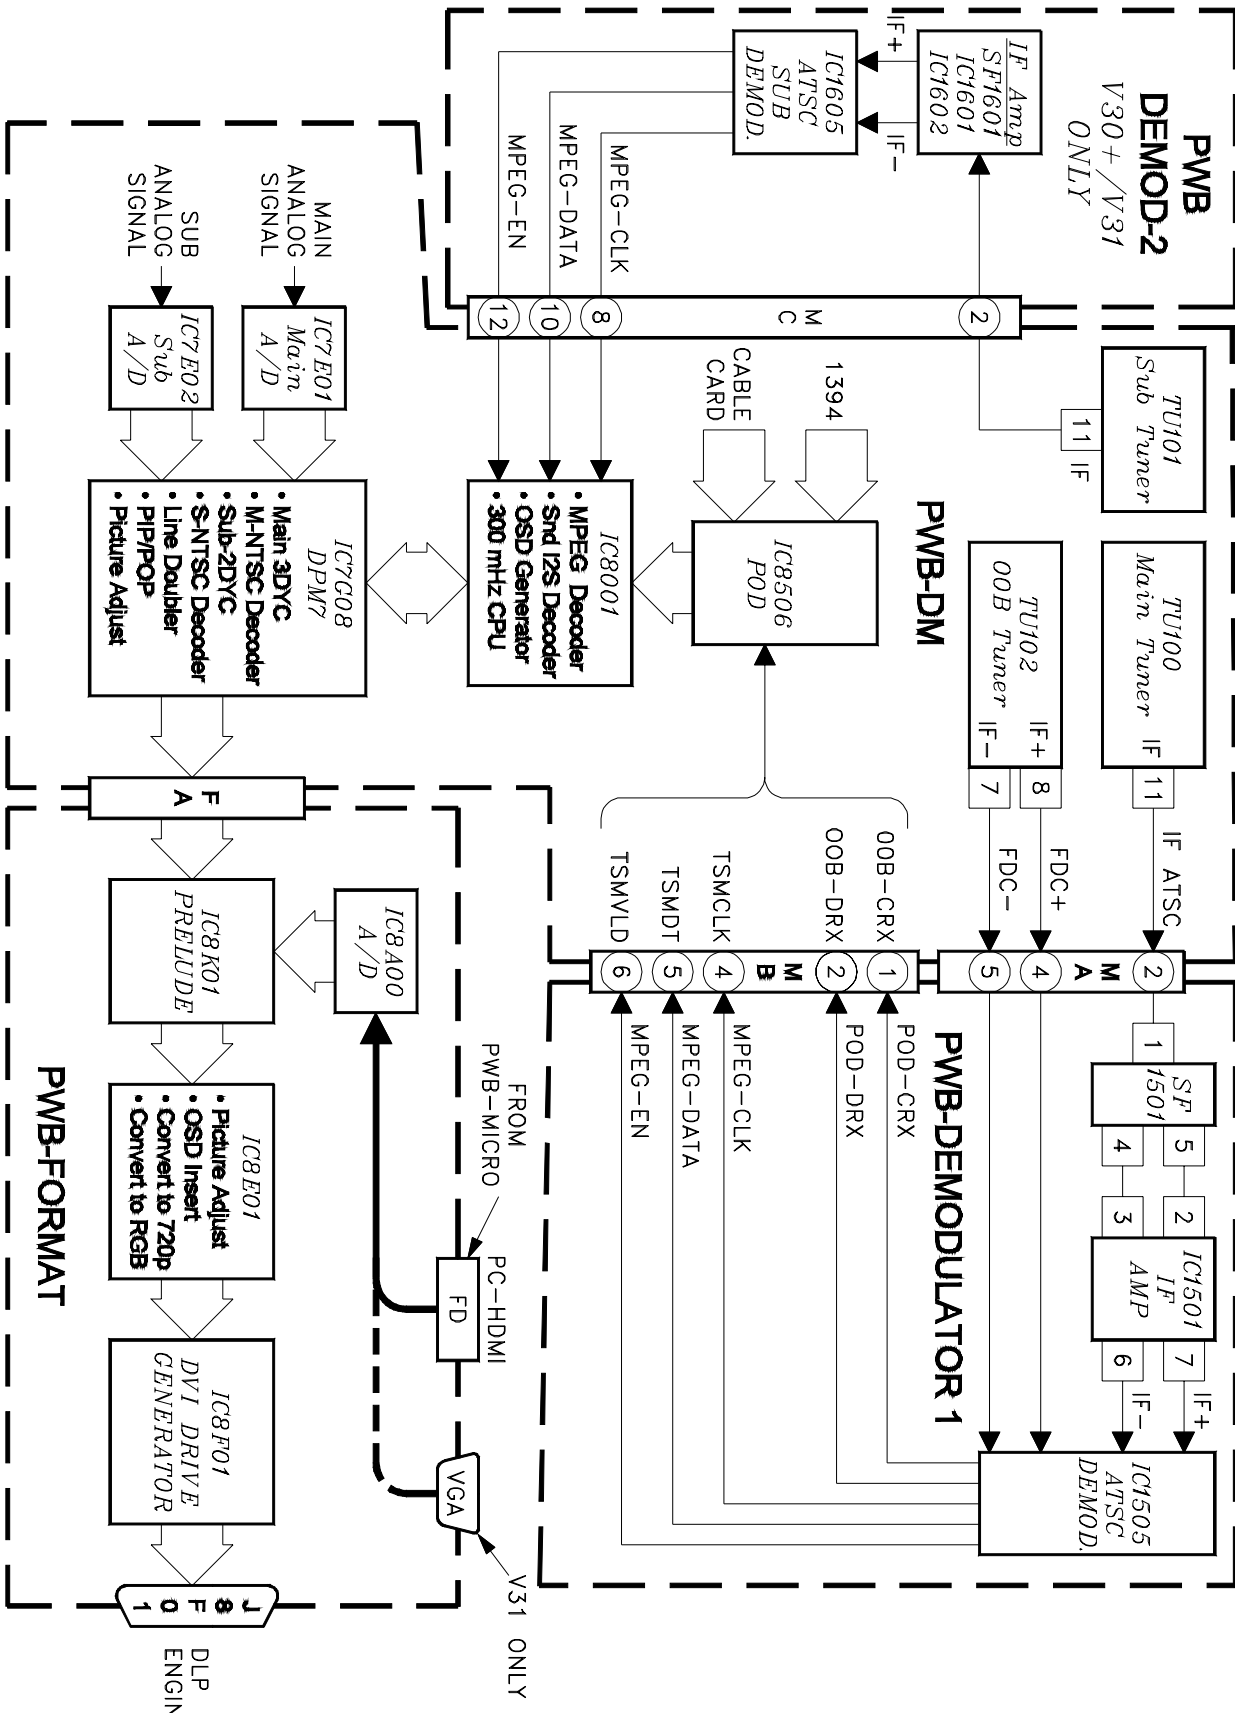 PWB
DEMOD-2
V30+/V31
ONLY
IF Amp
SF1601
IC1601
IC1602
IF+
IF-
IC1605
ATSC
SUB
DEMOD.
MPEG-CLK
MPEG-DATA
MPEG-EN
2
M
C
8
10
12
TU101
Sub Tuner
11
IF
TU100
Main Tuner
IF
11
IF ATSC
TU102
OOB Tuner
IF+
IF-
8
7
FDC+
FDC-
PWB-DM
1394
CABLE
CARD
IC8506
POD
IC8001
• MPEG Decoder
• Snd I2S Decoder
• OSD Generator
• 300 mHz CPU
MAIN
ANALOG
SIGNAL
SUB
ANALOG
SIGNAL
IC7E01
Main
A/D
IC7E02
Sub
A/D
IC7G08
DPM7
• Main 3DYC
• M-NTSC Decoder
• Sub-2DYC
• S-NTSC Decoder
• Line Doubler
• PIP/POP
• Picture Adjust
OOB-CRX
OOB-DRX
TSMCLK
TSMDT
TSMVLD
2
M
A
4
5
1
2
M
B
4
5
6
POD-CRX
POD-DRX
MPEG-CLK
MPEG-DATA
MPEG-EN
PWB-DEMODULATOR 1
1
SF
1501
5
4
2
3
IC1501
IF
AMP
7
6
IF+
IF-
IC1505
ATSC
DEMOD.
F
A
IC8A00
A/D
IC8K01
PRELUDE
FROM
PWB-MICRO
PC-HDMI
FD
IC8E01
• Picture Adjust
• OSD Insert
• Convert to 720p
• Convert to RGB
PWB-FORMAT
VGA
V31 ONLY
IC8F01
DVI DRIVE
GENERATOR
J
8
F
0
1
DLP
ENGIN